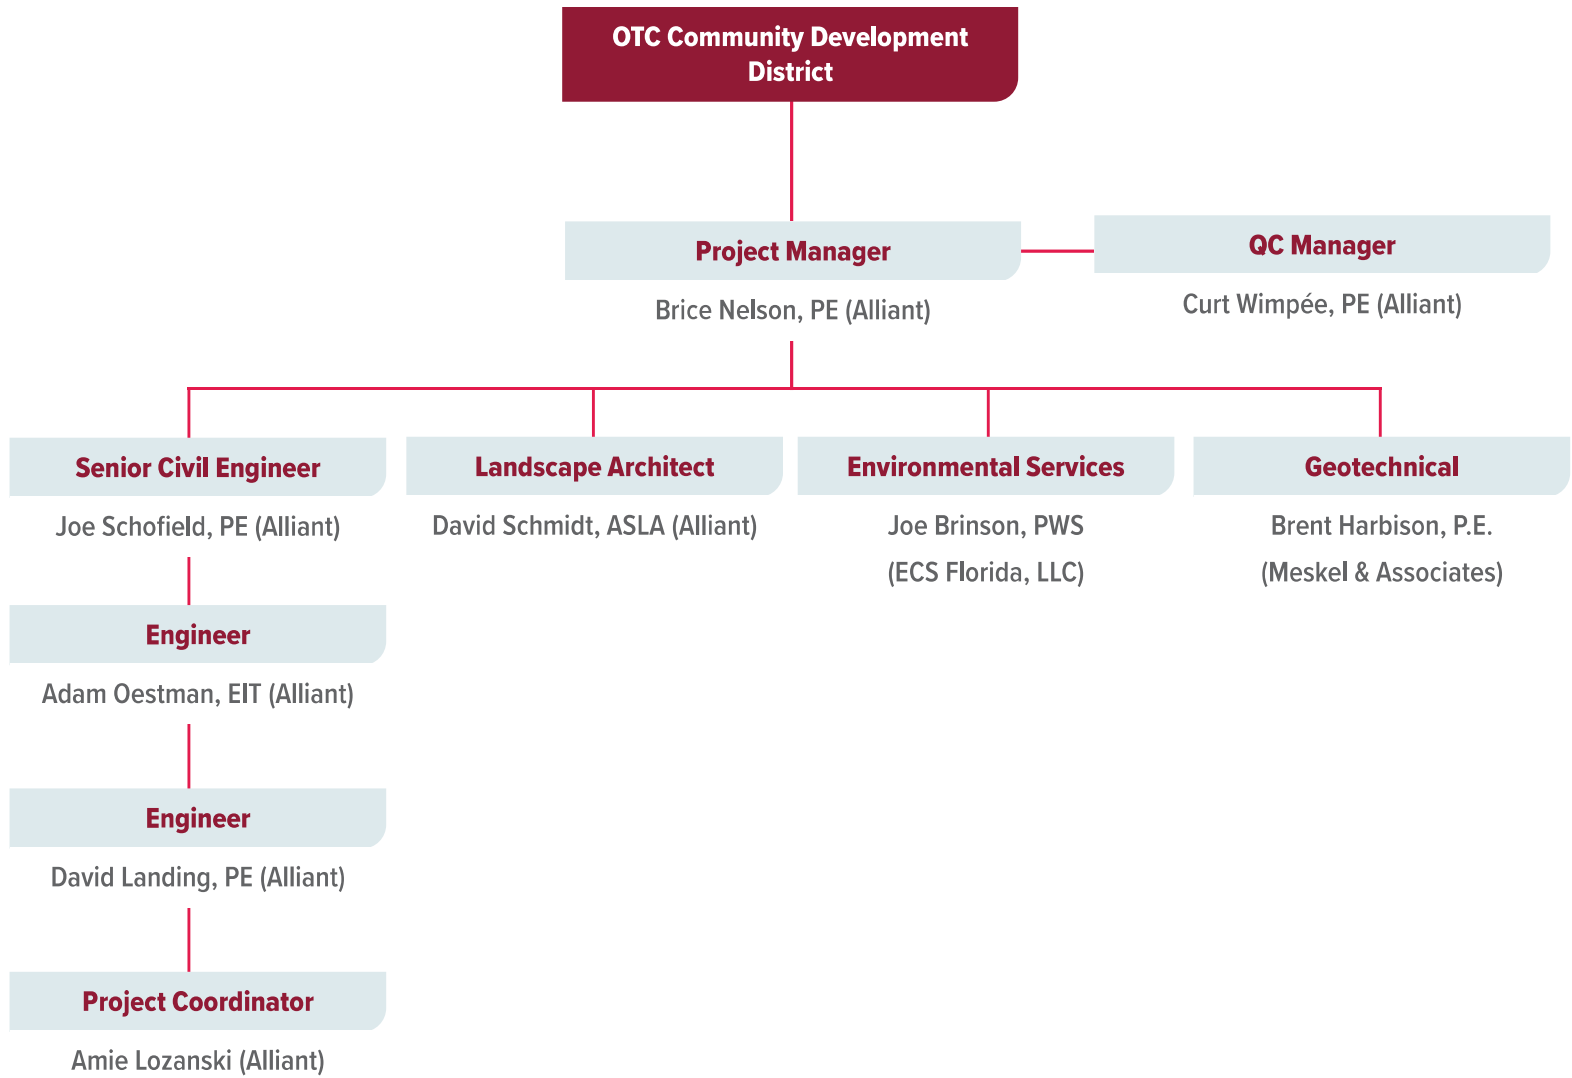 OTC Community Development
District
Project Manager
Brice Nelson, PE (Alliant)
QC Manager
Curt Wimpée, PE (Alliant)
Senior Civil Engineer
Joe Schofield, PE (Alliant)
Engineer
Adam Oestman, EIT (Alliant)
Engineer
David Landing, PE (Alliant)
Project Coordinator
Amie Lozanski (Alliant)
Landscape Architect
David Schmidt, ASLA (Alliant)
Environmental Services
Joe Brinson, PWS
(ECS Florida, LLC)
Geotechnical
Brent Harbison, P.E.
(Meskel & Associates)